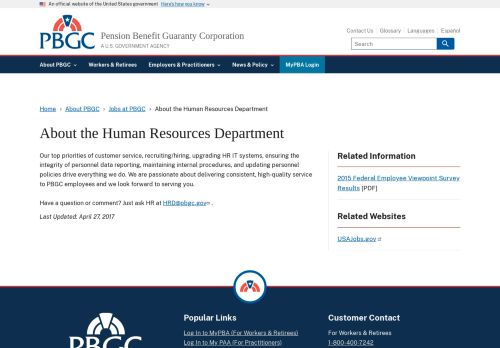 An official website of the United States government Here's how you know
PBGC
Pension Benefit Guaranty Corporation
A U.S. GOVERNMENT AGENCY
Contact Us Glossary Languages Español
Search
About PBGC Workers & Retirees Employers & Practitioners News & Policy MyPBA Login
Home About PBGC Jobs at PBGC About the Human Resources Department
About the Human Resources Department
Our top priorities of customer service, recruiting/hiring, upgrading HR IT systems, ensuring the
integrity of personnel data reporting, maintaining internal procedures, and updating personnel
policies drive everything we do. We are passionate about delivering consistent, high-quality service
to PBGC employees and we look forward to serving you.
Have a question or comment? Just ask HR at HRD@pbgc.gov .
Last Updated: April 27, 2017
Related Information
2015 Federal Employee Viewpoint Survey
Results [PDF]
Related Websites
USAJobs.gov
PBGC
Popular Links
Log In to MyPBA (For Workers & Retirees)
Log In to My PAA (For Practitioners)
Customer Contact
For Workers & Retirees
1-800-400-7242